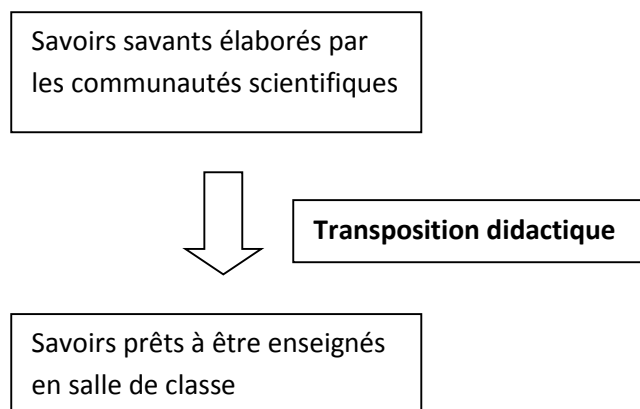 Savoirs savants élaborés par
les communautés scientifiques
Transposition didactique
Savoirs prêts à être enseignés
en salle de classe